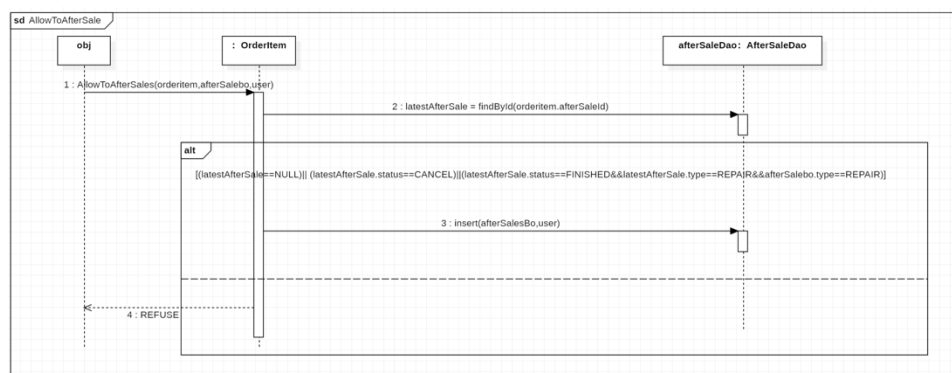 sd AllowToAfterSale
obj
: OrderItem
afterSaleDao: AfterSaleDao
1 : AllowToAfterSales(orderitem,afterSalebo,user)
2 : latestAfterSale = findById(orderitem.afterSaleId)
alt
[(latestAfterSale==NULL)|| (latestAfterSale.status==CANCEL)||(latestAfterSale.status==FINISHED&&latestAfterSale.type==REPAIR&&afterSalebo.type==REPAIR)]
3 : insert(afterSalesBo,user)
4 : REFUSE